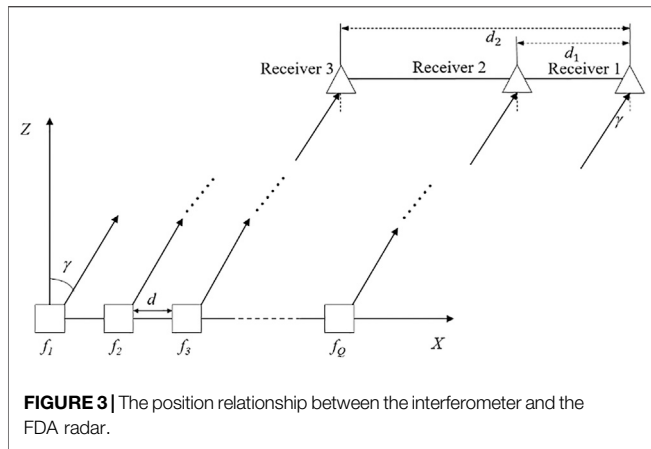 d₂
d₁
Receiver 3 Receiver 2 Receiver 1
γ
Z
γ
d
f₁ f₂ f₃ f_Q X
FIGURE 3 | The position relationship between the interferometer and the
FDA radar.